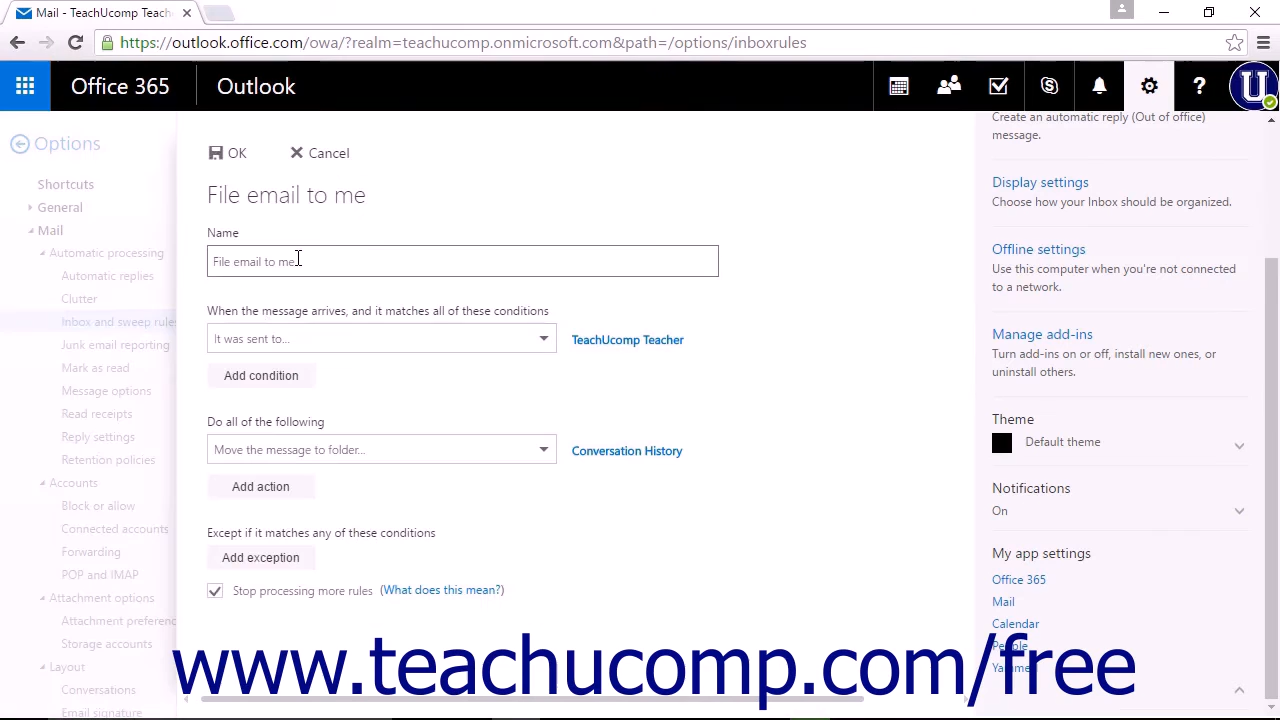 Mail - TeachUcomp Teach
https://outlook.office.com/owa/?realm=teachucomp.onmicrosoft.com&path=/options/inboxrules
Office 365
Outlook
Options
Shortcuts
General
Mail
Automatic processing
Automatic replies
Clutter
Inbox and sweep rules
Junk email reporting
Mark as read
Message options
Read receipts
Reply settings
Retention policies
Accounts
Block or allow
Connected accounts
Forwarding
POP and IMAP
Attachment options
Attachment preferenc
Storage accounts
Layout
Conversations
Email signature
OK
Cancel
File email to me
Name
File email to me
When the message arrives, and it matches all of these conditions
It was sent to...
TeachUcomp Teacher
Add condition
Do all of the following
Move the message to folder...
Conversation History
Add action
Except if it matches any of these conditions
Add exception
Stop processing more rules (What does this mean?)
Create an automatic reply (Out of office)
message.
Display settings
Choose how your Inbox should be organized.
Offline settings
Use this computer when you're not connected
to a network.
Manage add-ins
Turn add-ins on or off, install new ones, or
uninstall others.
Theme
Default theme
Notifications
On
My app settings
Office 365
Mail
Calendar
People
Yammer
www.teachucomp.com/free